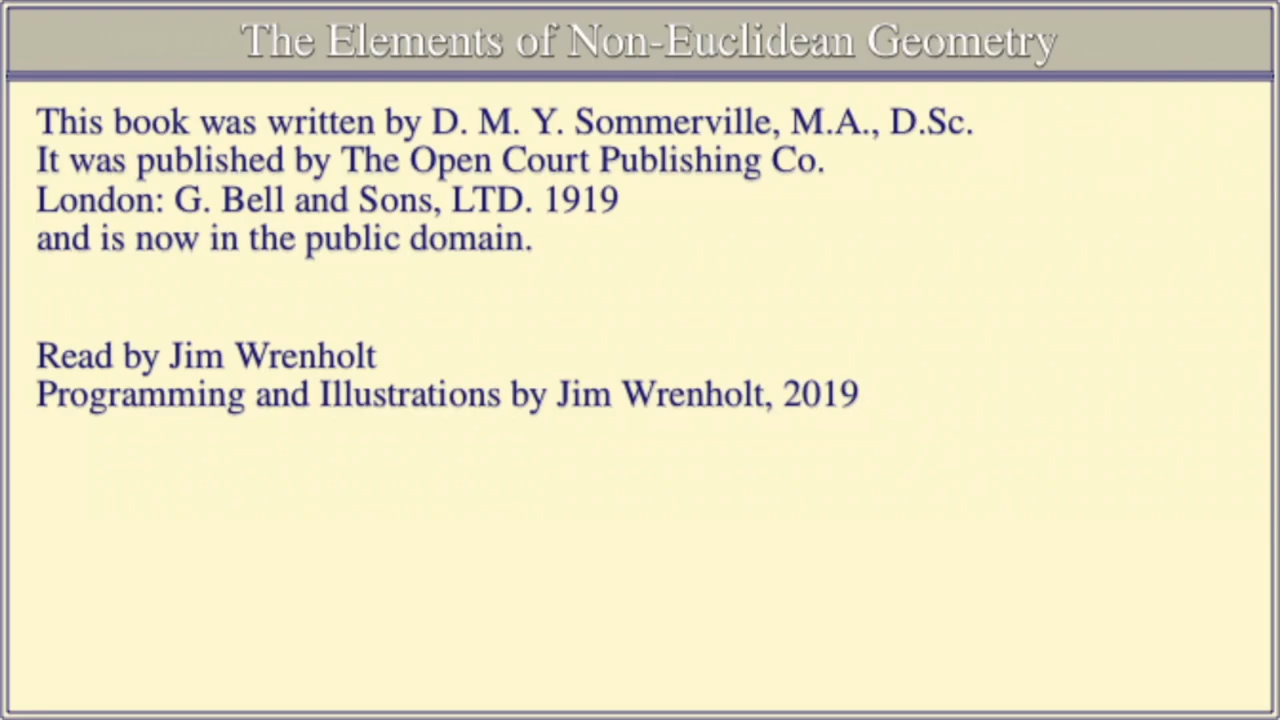 The Elements of Non-Euclidean Geometry
This book was written by D. M. Y. Sommerville, M.A., D.Sc.
It was published by The Open Court Publishing Co.
London: G. Bell and Sons, LTD. 1919
and is now in the public domain.
Read by Jim Wrenholt
Programming and Illustrations by Jim Wrenholt, 2019